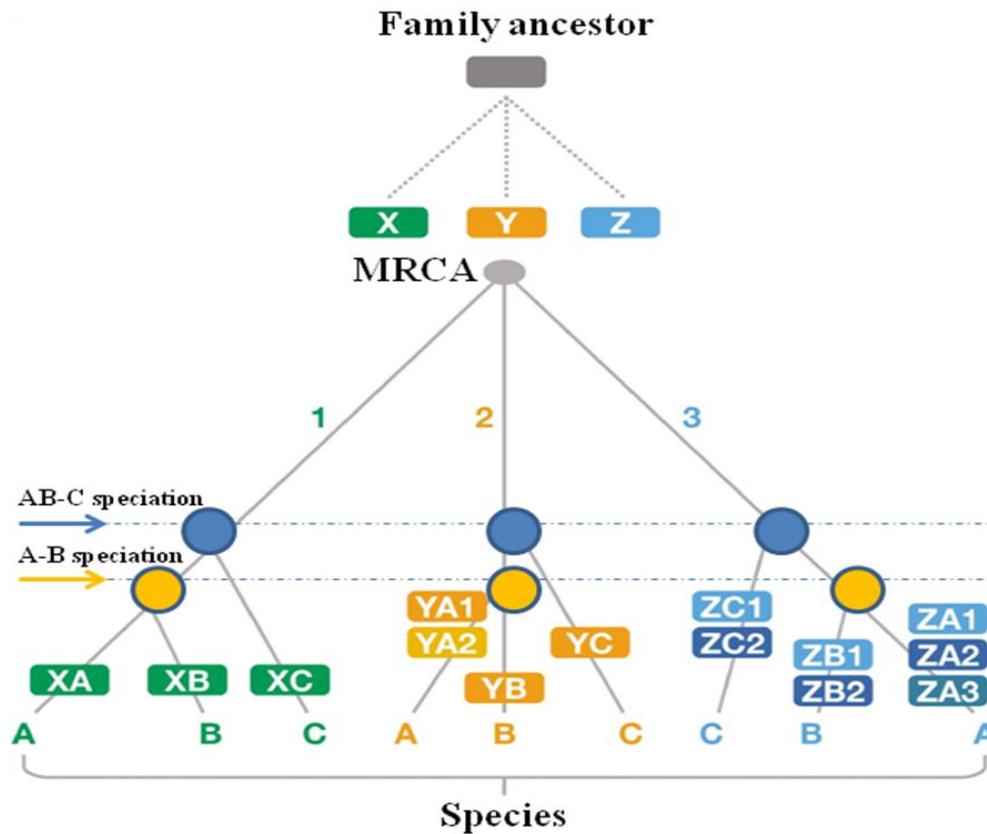 Family ancestor
X Y Z
MRCA
1 2 3
AB-C speciation
A-B speciation
YA1 ZC1 ZA1
YA2 YC ZC2 ZB1 ZA2
XA XB XC YB ZB2 ZA3
A B C A B C C B A
Species